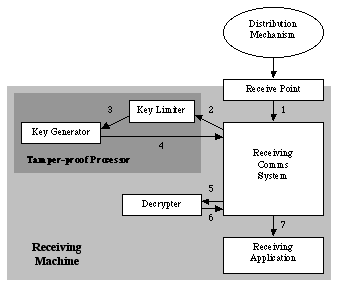 Distribution
Mechanism
Receive Point
1
Key Limiter
2
3
Key Generator
4
Tamper-proof Processor
Receiving
Comms
System
Decrypter
5
6
7
Receiving
Machine
Receiving
Application